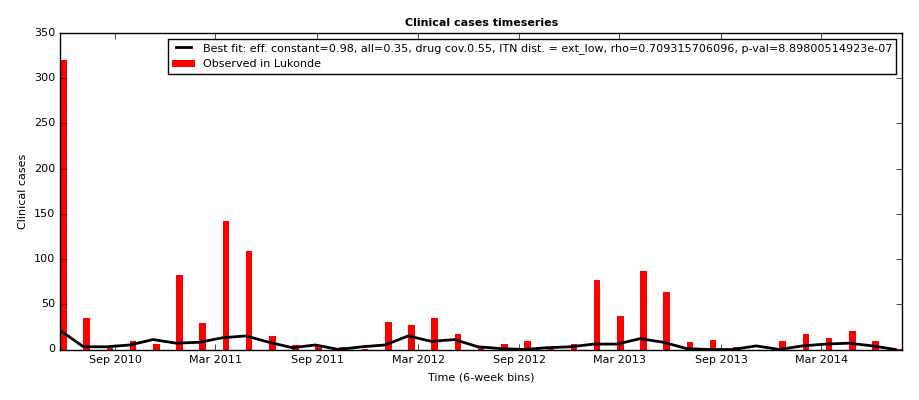 Clinical cases timeseries
Best fit: eff. constant=0.98, all=0.35, drug cov.0.55, ITN dist. = ext_low, rho=0.709315706096, p-val=8.89800514923e-07
Observed in Lukonde
350
300
250
200
150
100
50
0
Clinical cases
Sep 2010 Mar 2011 Sep 2011 Mar 2012 Sep 2012 Mar 2013 Sep 2013 Mar 2014
Time (6-week bins)